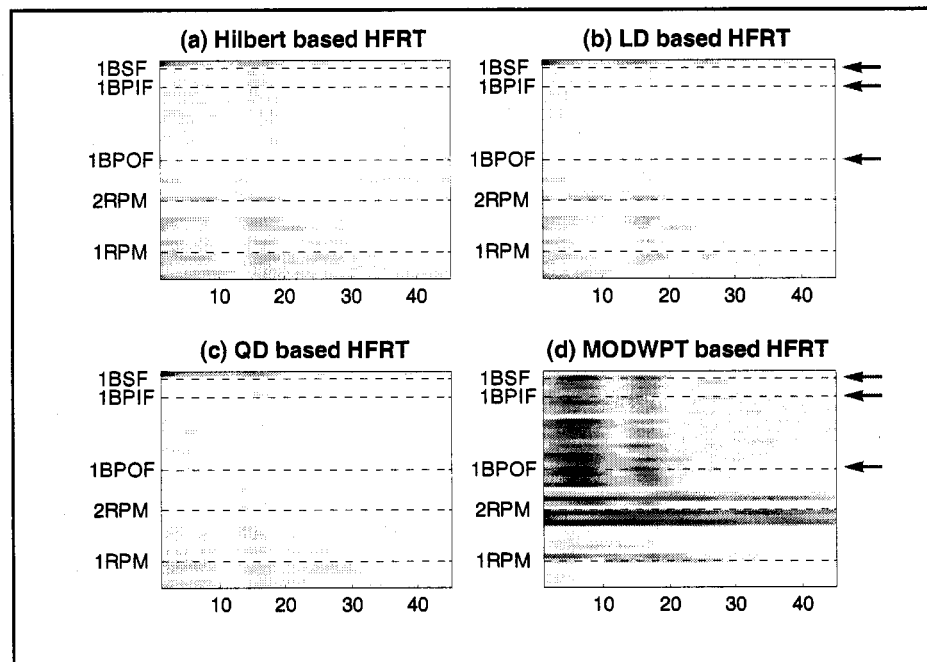 (a) Hilbert based HFRT
1BSF
1BPIF
1BPOF
2RPM
1RPM
10 20 30 40
(b) LD based HFRT
1BSF
1BPIF
1BPOF
2RPM
1RPM
10 20 30 40
(c) QD based HFRT
1BSF
1BPIF
1BPOF
2RPM
1RPM
10 20 30 40
(d) MODWPT based HFRT
1BSF
1BPIF
1BPOF
2RPM
1RPM
10 20 30 40